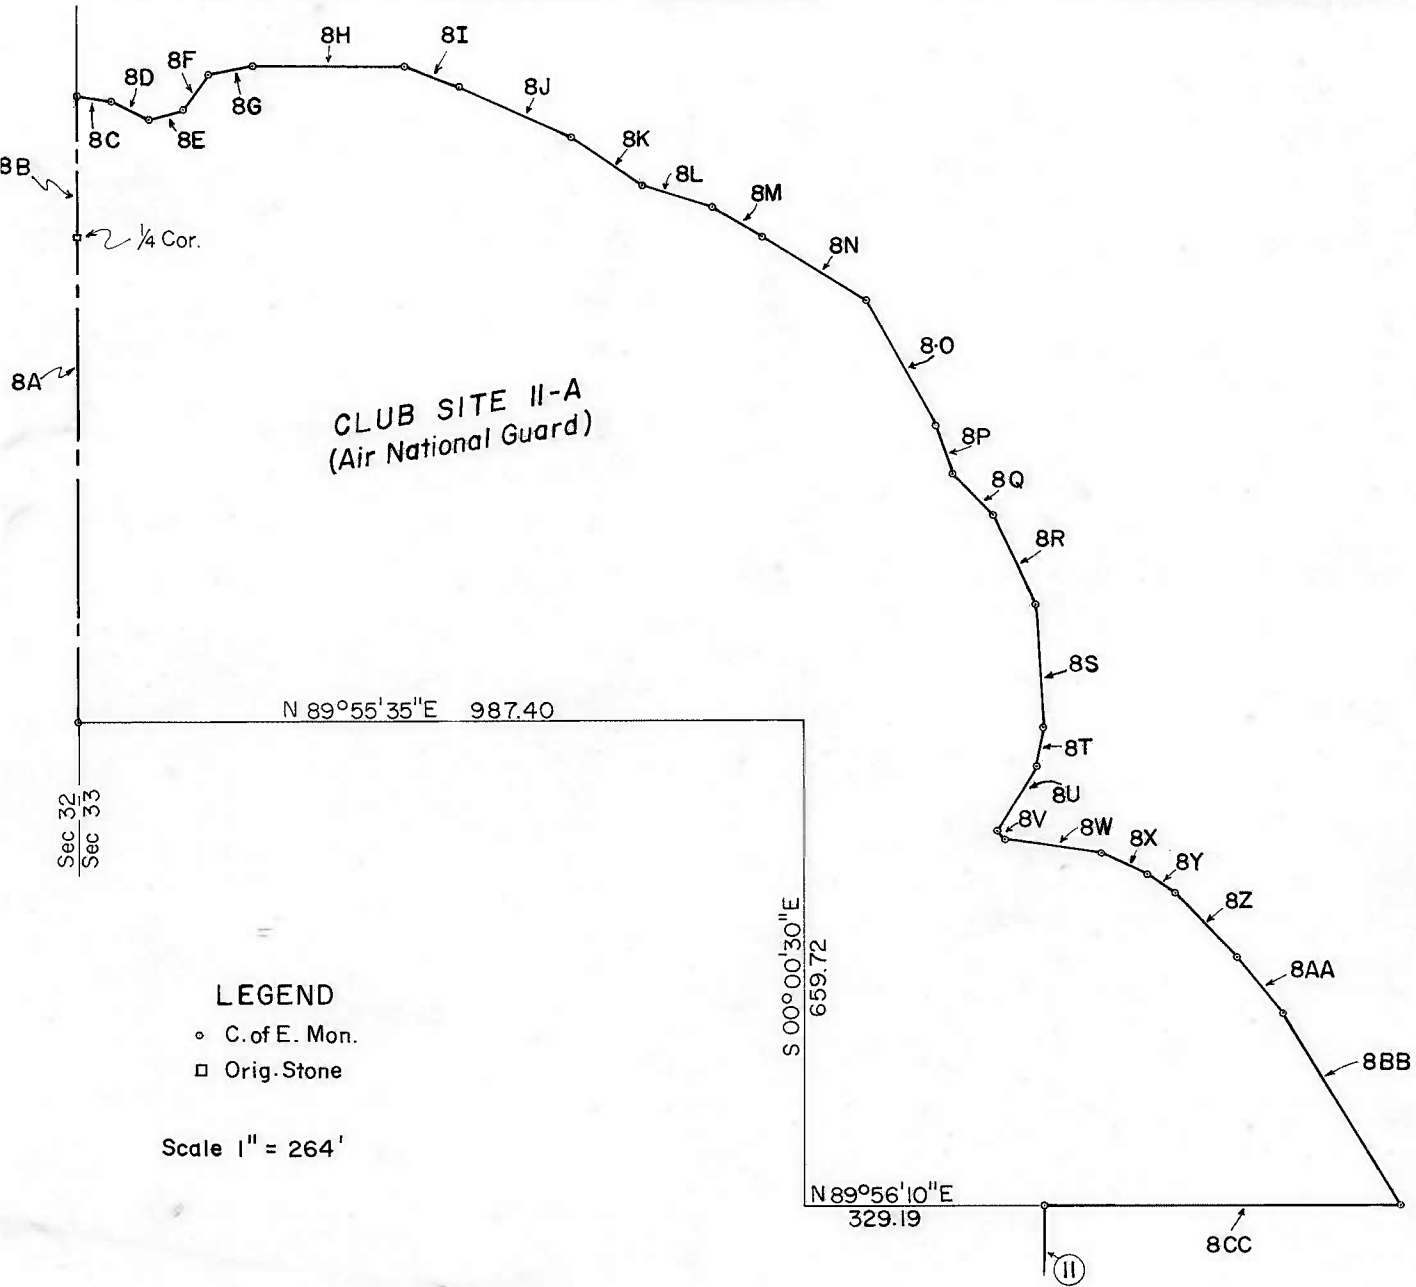 8H
8I
8F
8D
8G
8J
8C
8E
8K
8B
8L
8M
¼ Cor.
8N
8·O
8A
CLUB SITE II-A
(Air National Guard)
8P
8Q
8R
8S
N 89°55'35"E 987.40
8T
8U
Sec 32
Sec 33
8V
8W
8X
8Y
8Z
S 00°00'30"E
659.72
8AA
LEGEND
C. of E. Mon.
Orig. Stone
8BB
Scale 1" = 264'
N 89°56'10"E
329.19
8CC
11